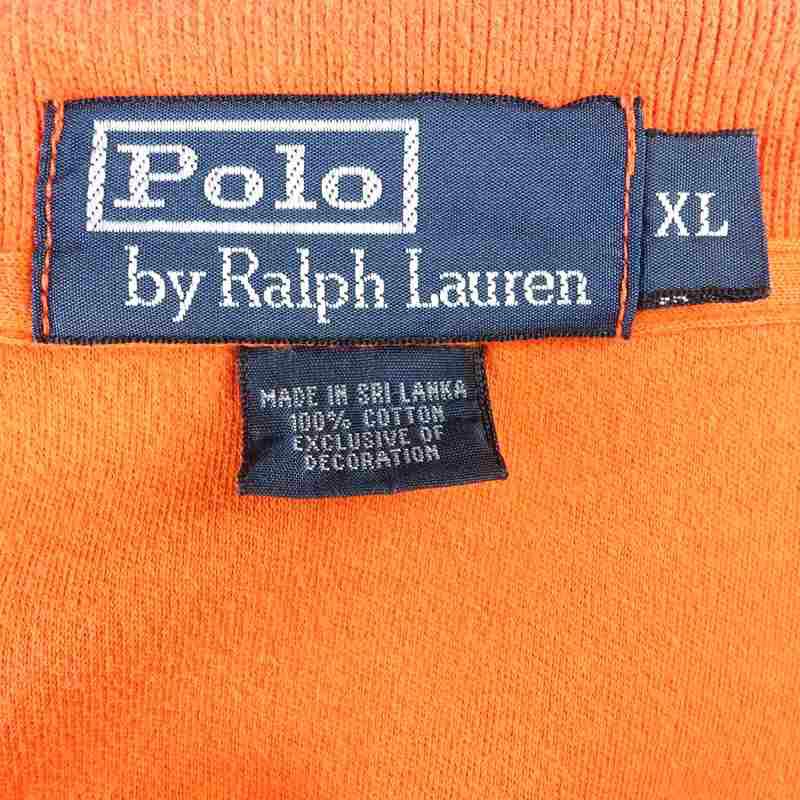 Polo
by Ralph Lauren
XL
MADE IN SRI LANKA
100% COTTON
EXCLUSIVE OF
DECORATION